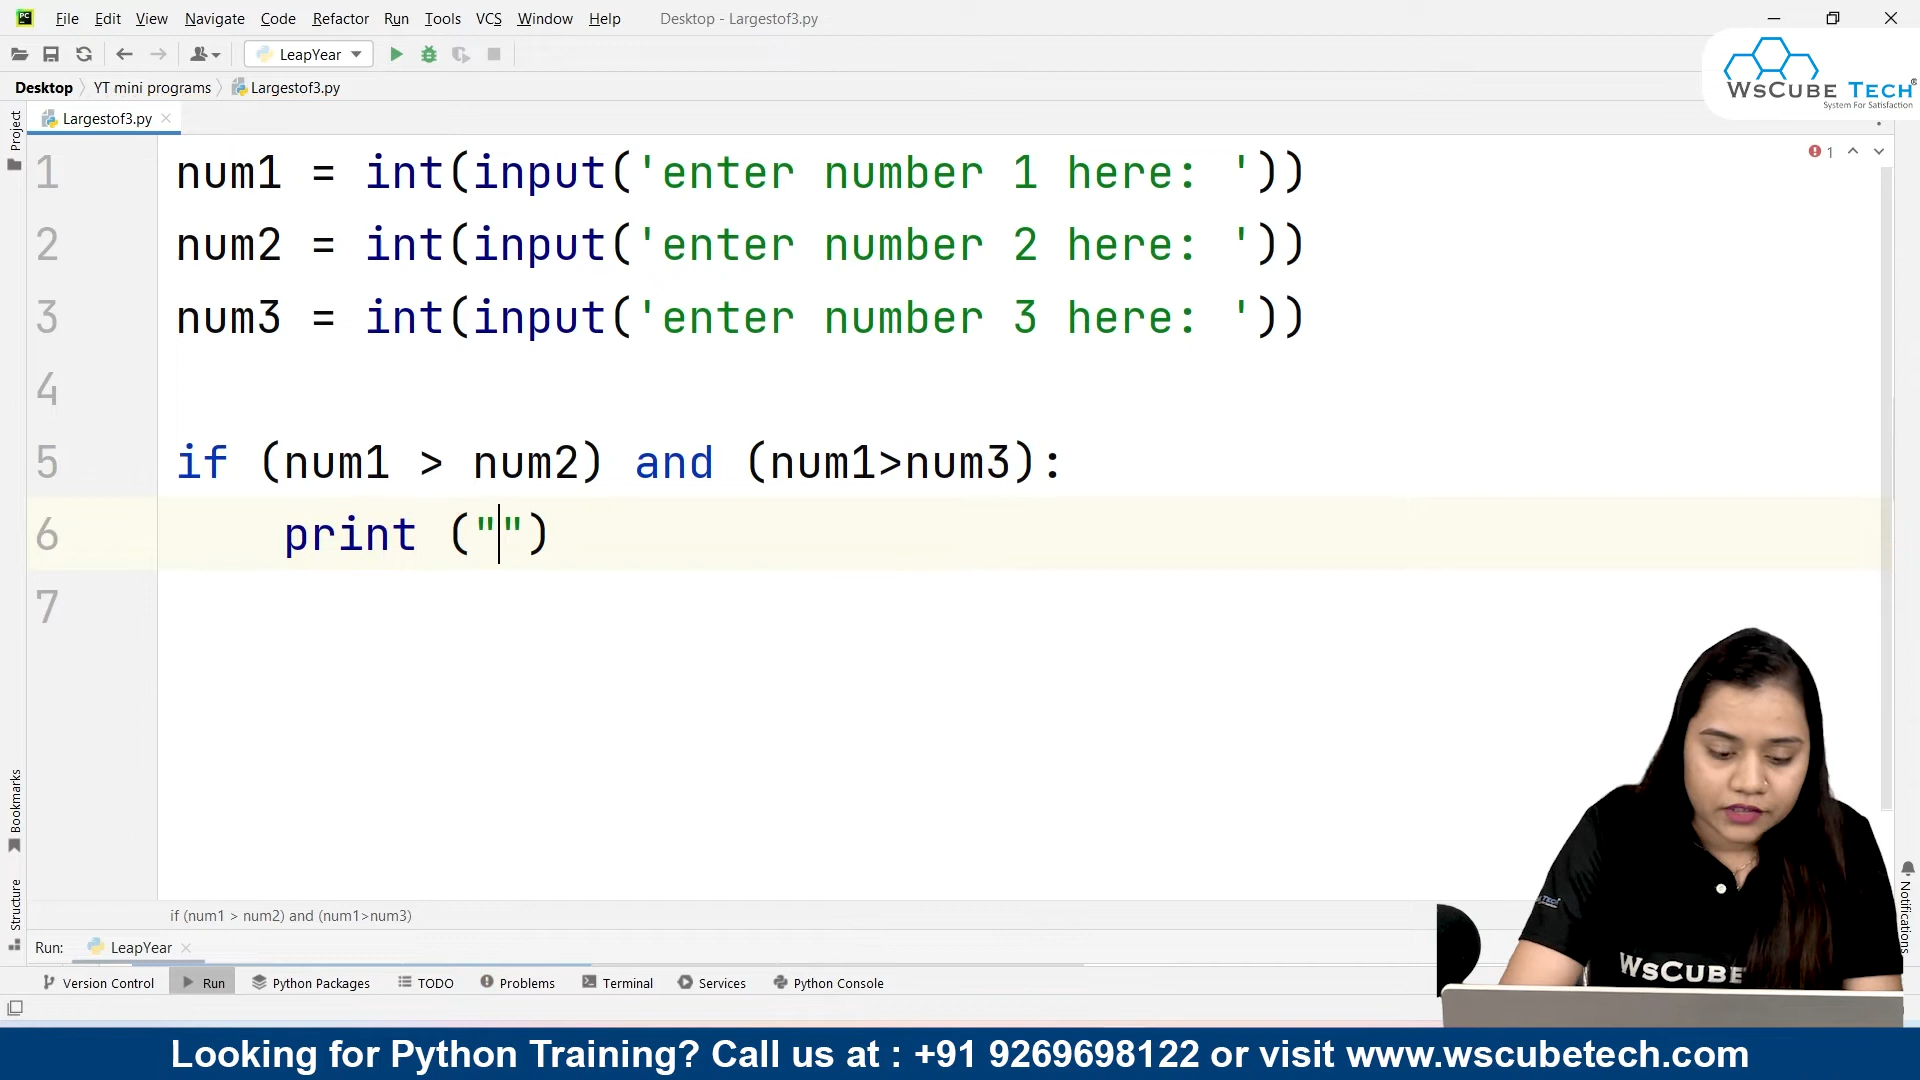 File Edit View Navigate Code Refactor Run Tools VCS Window Help Desktop - Largestof3.py
LeapYear
WsCube Tech®
System For Satisfaction
Desktop YT mini programs Largestof3.py
Project
Largestof3.py
1
1 num1 = int(input('enter number 1 here: '))
2 num2 = int(input('enter number 2 here: '))
3 num3 = int(input('enter number 3 here: '))
4
5 if (num1 > num2) and (num1>num3):
6 print ("")
7
Bookmarks
Structure
Notifications
if (num1 > num2) and (num1>num3)
Run: LeapYear
WsCube
Version Control Run Python Packages TODO Problems Terminal Services Python Console
Looking for Python Training? Call us at : +91 9269698122 or visit www.wscubetech.com